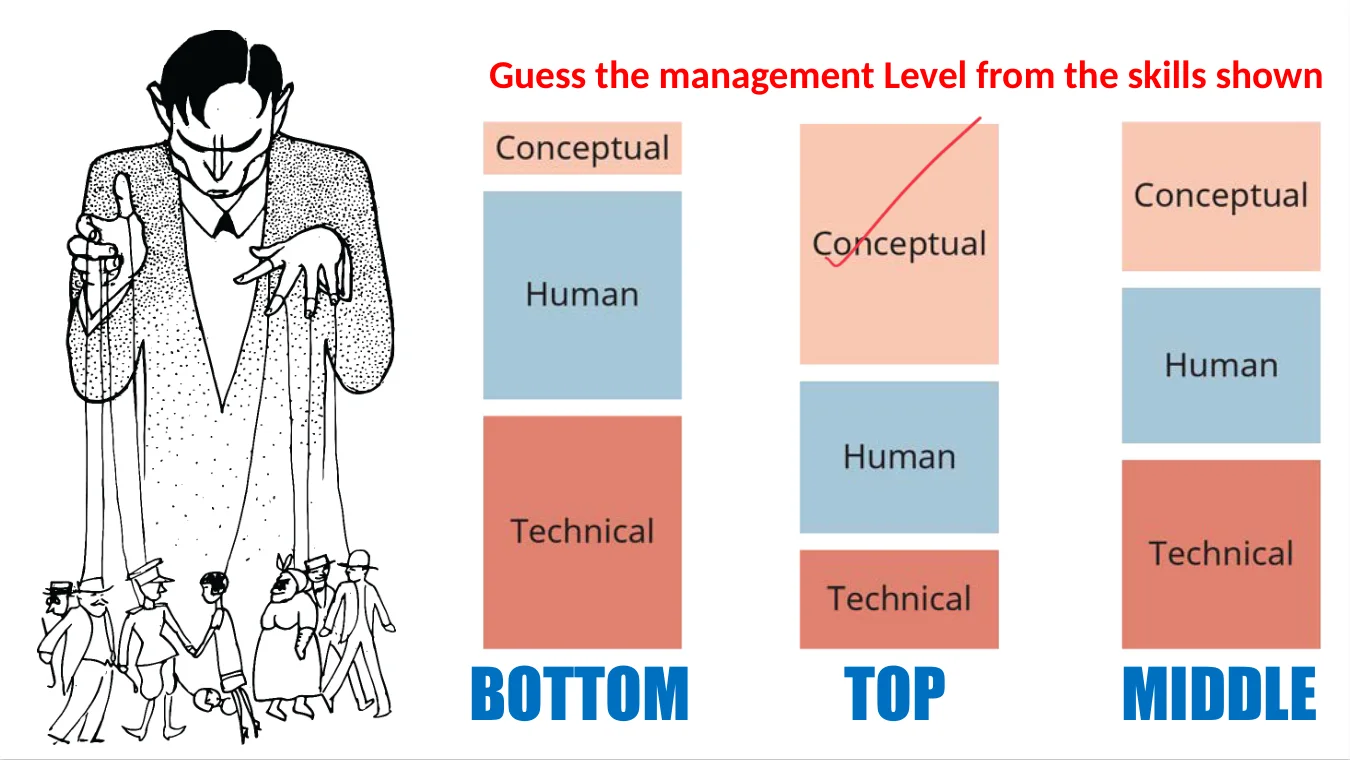 Guess the management Level from the skills shown
Conceptual
Human
Technical
BOTTOM
Conceptual
Human
Technical
TOP
Conceptual
Human
Technical
MIDDLE